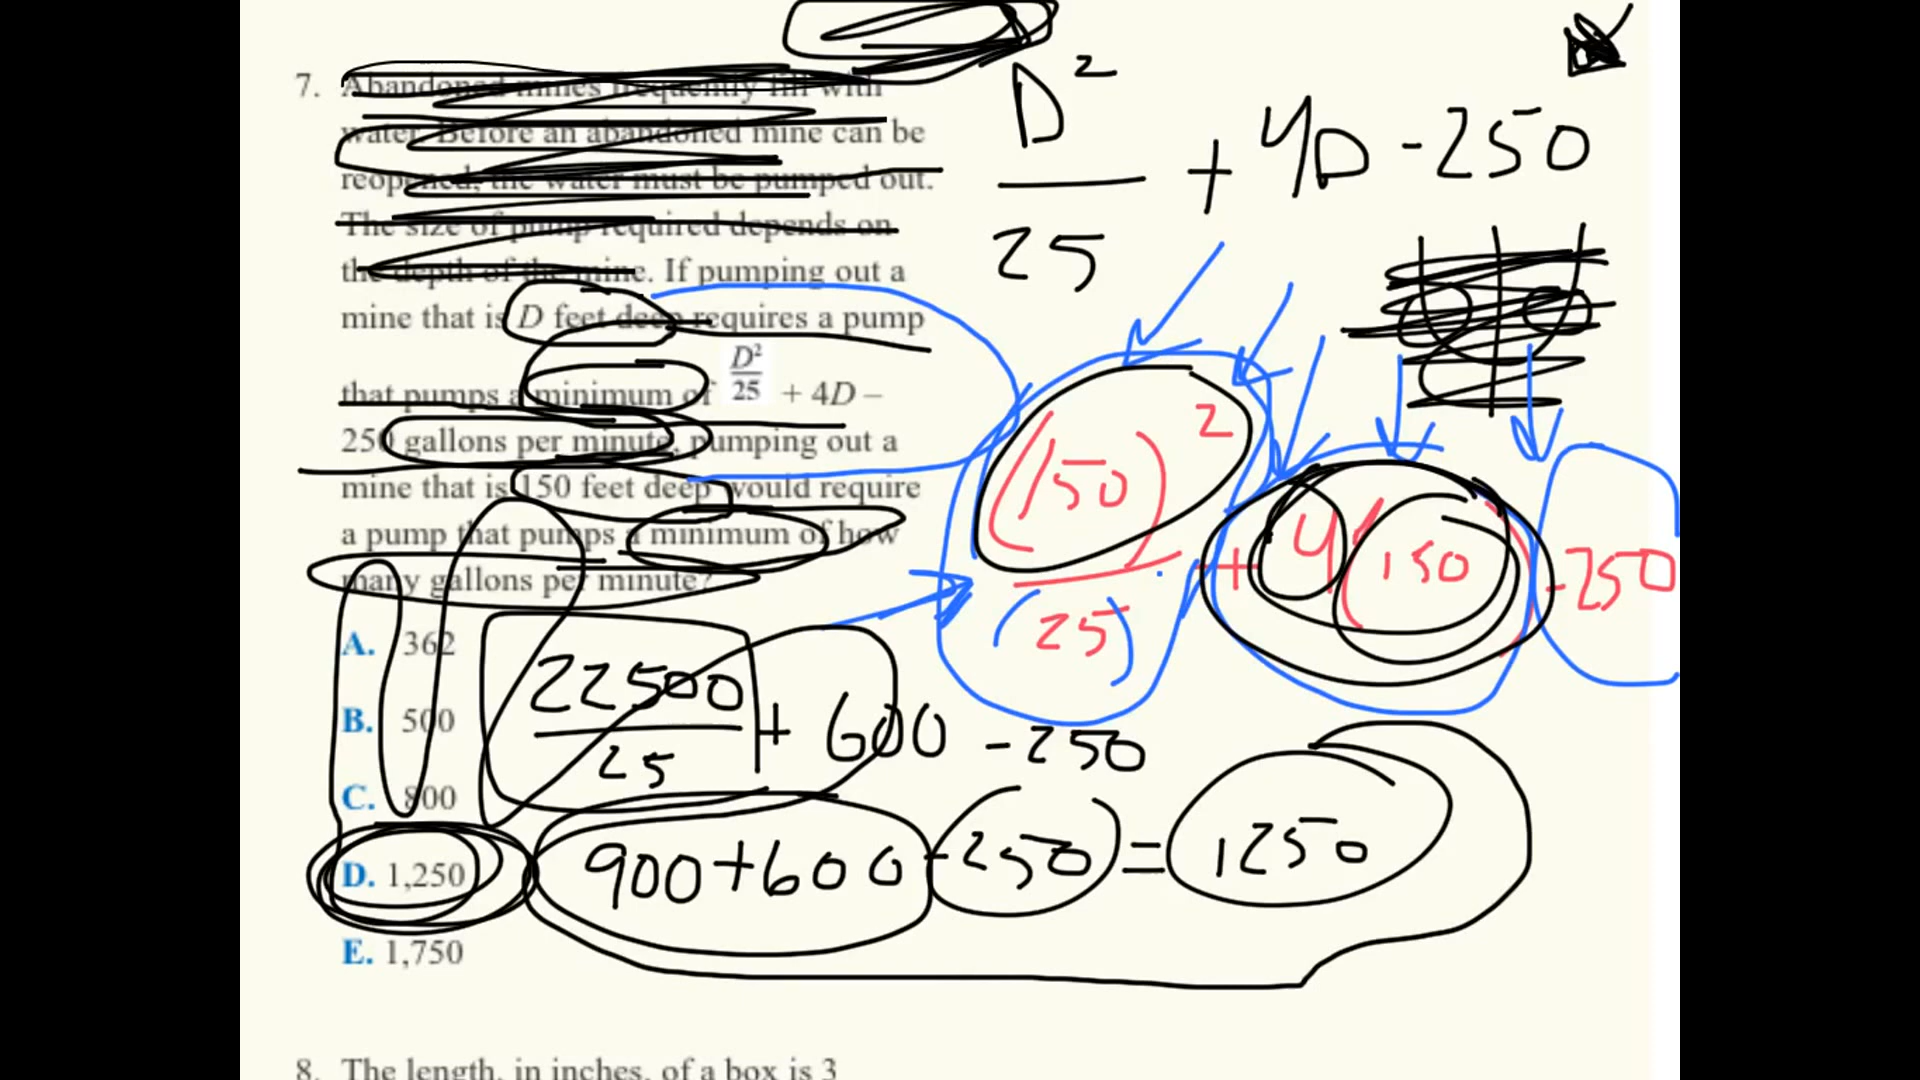 7. Abandoned mines frequently fill with
water. Before an abandoned mine can be
reopened, the water must be pumped out.
The size of pump required depends on
the depth of the mine. If pumping out a
mine that is D feet deep requires a pump
that pumps a minimum of D²/25 + 4D –
250 gallons per minute, pumping out a
mine that is 150 feet deep would require
a pump that pumps a minimum of how
many gallons per minute?
A. 362
B. 500
C. 800
D. 1,250
E. 1,750
D²
+ 4D -250
25
(150)²
+ 4(150) -250
(25)
22500
+ 600 -250
25
900+600 -250 = 1250
8. The length, in inches, of a box is 3